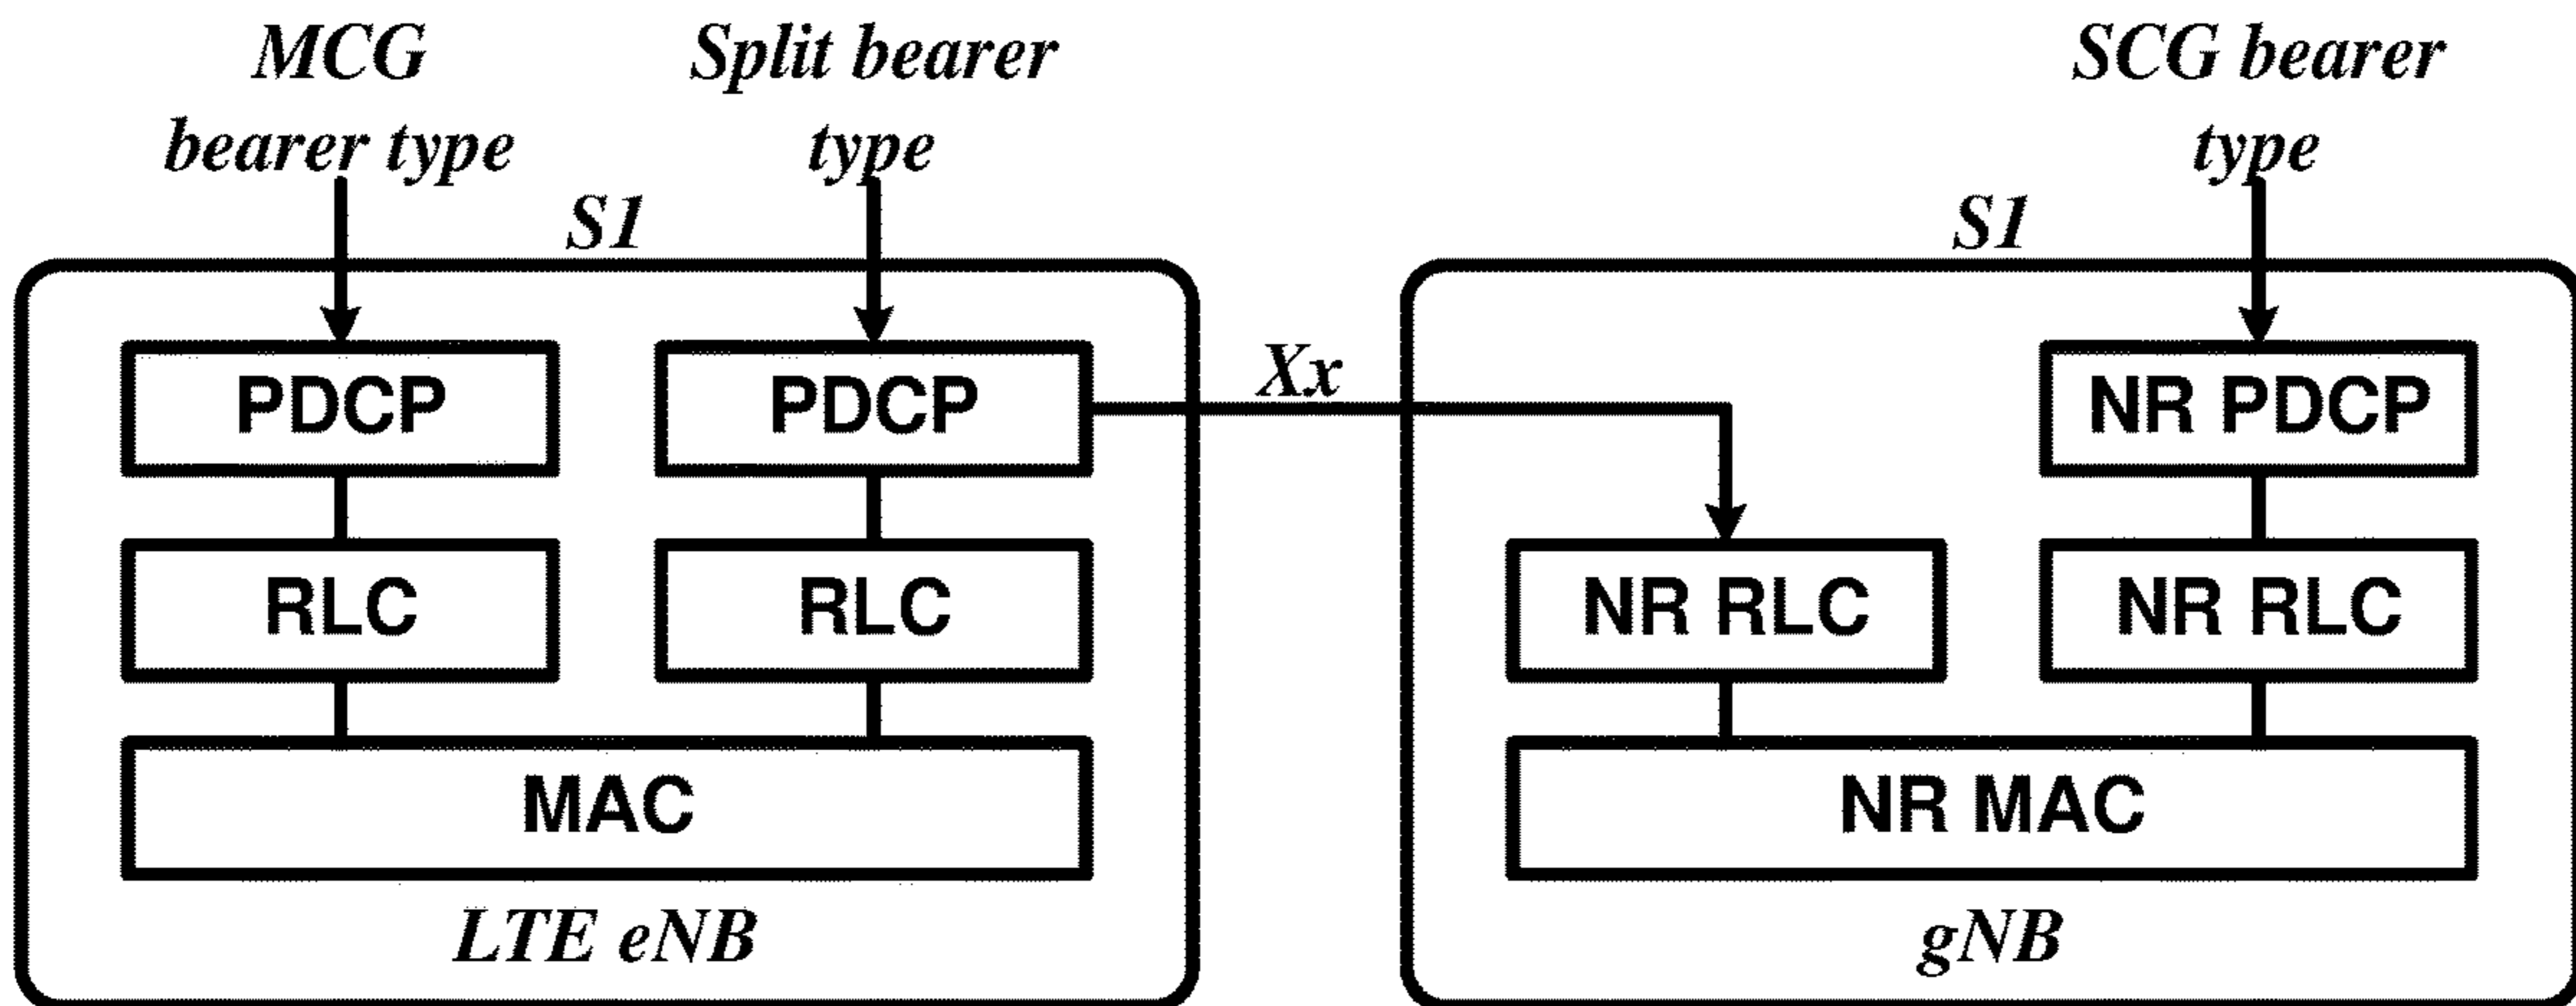 MCG
bearer type
Split bearer
type
SCG bearer
type
S1
S1
Xx
PDCP
PDCP
NR PDCP
RLC
RLC
NR RLC
NR RLC
MAC
NR MAC
LTE eNB
gNB